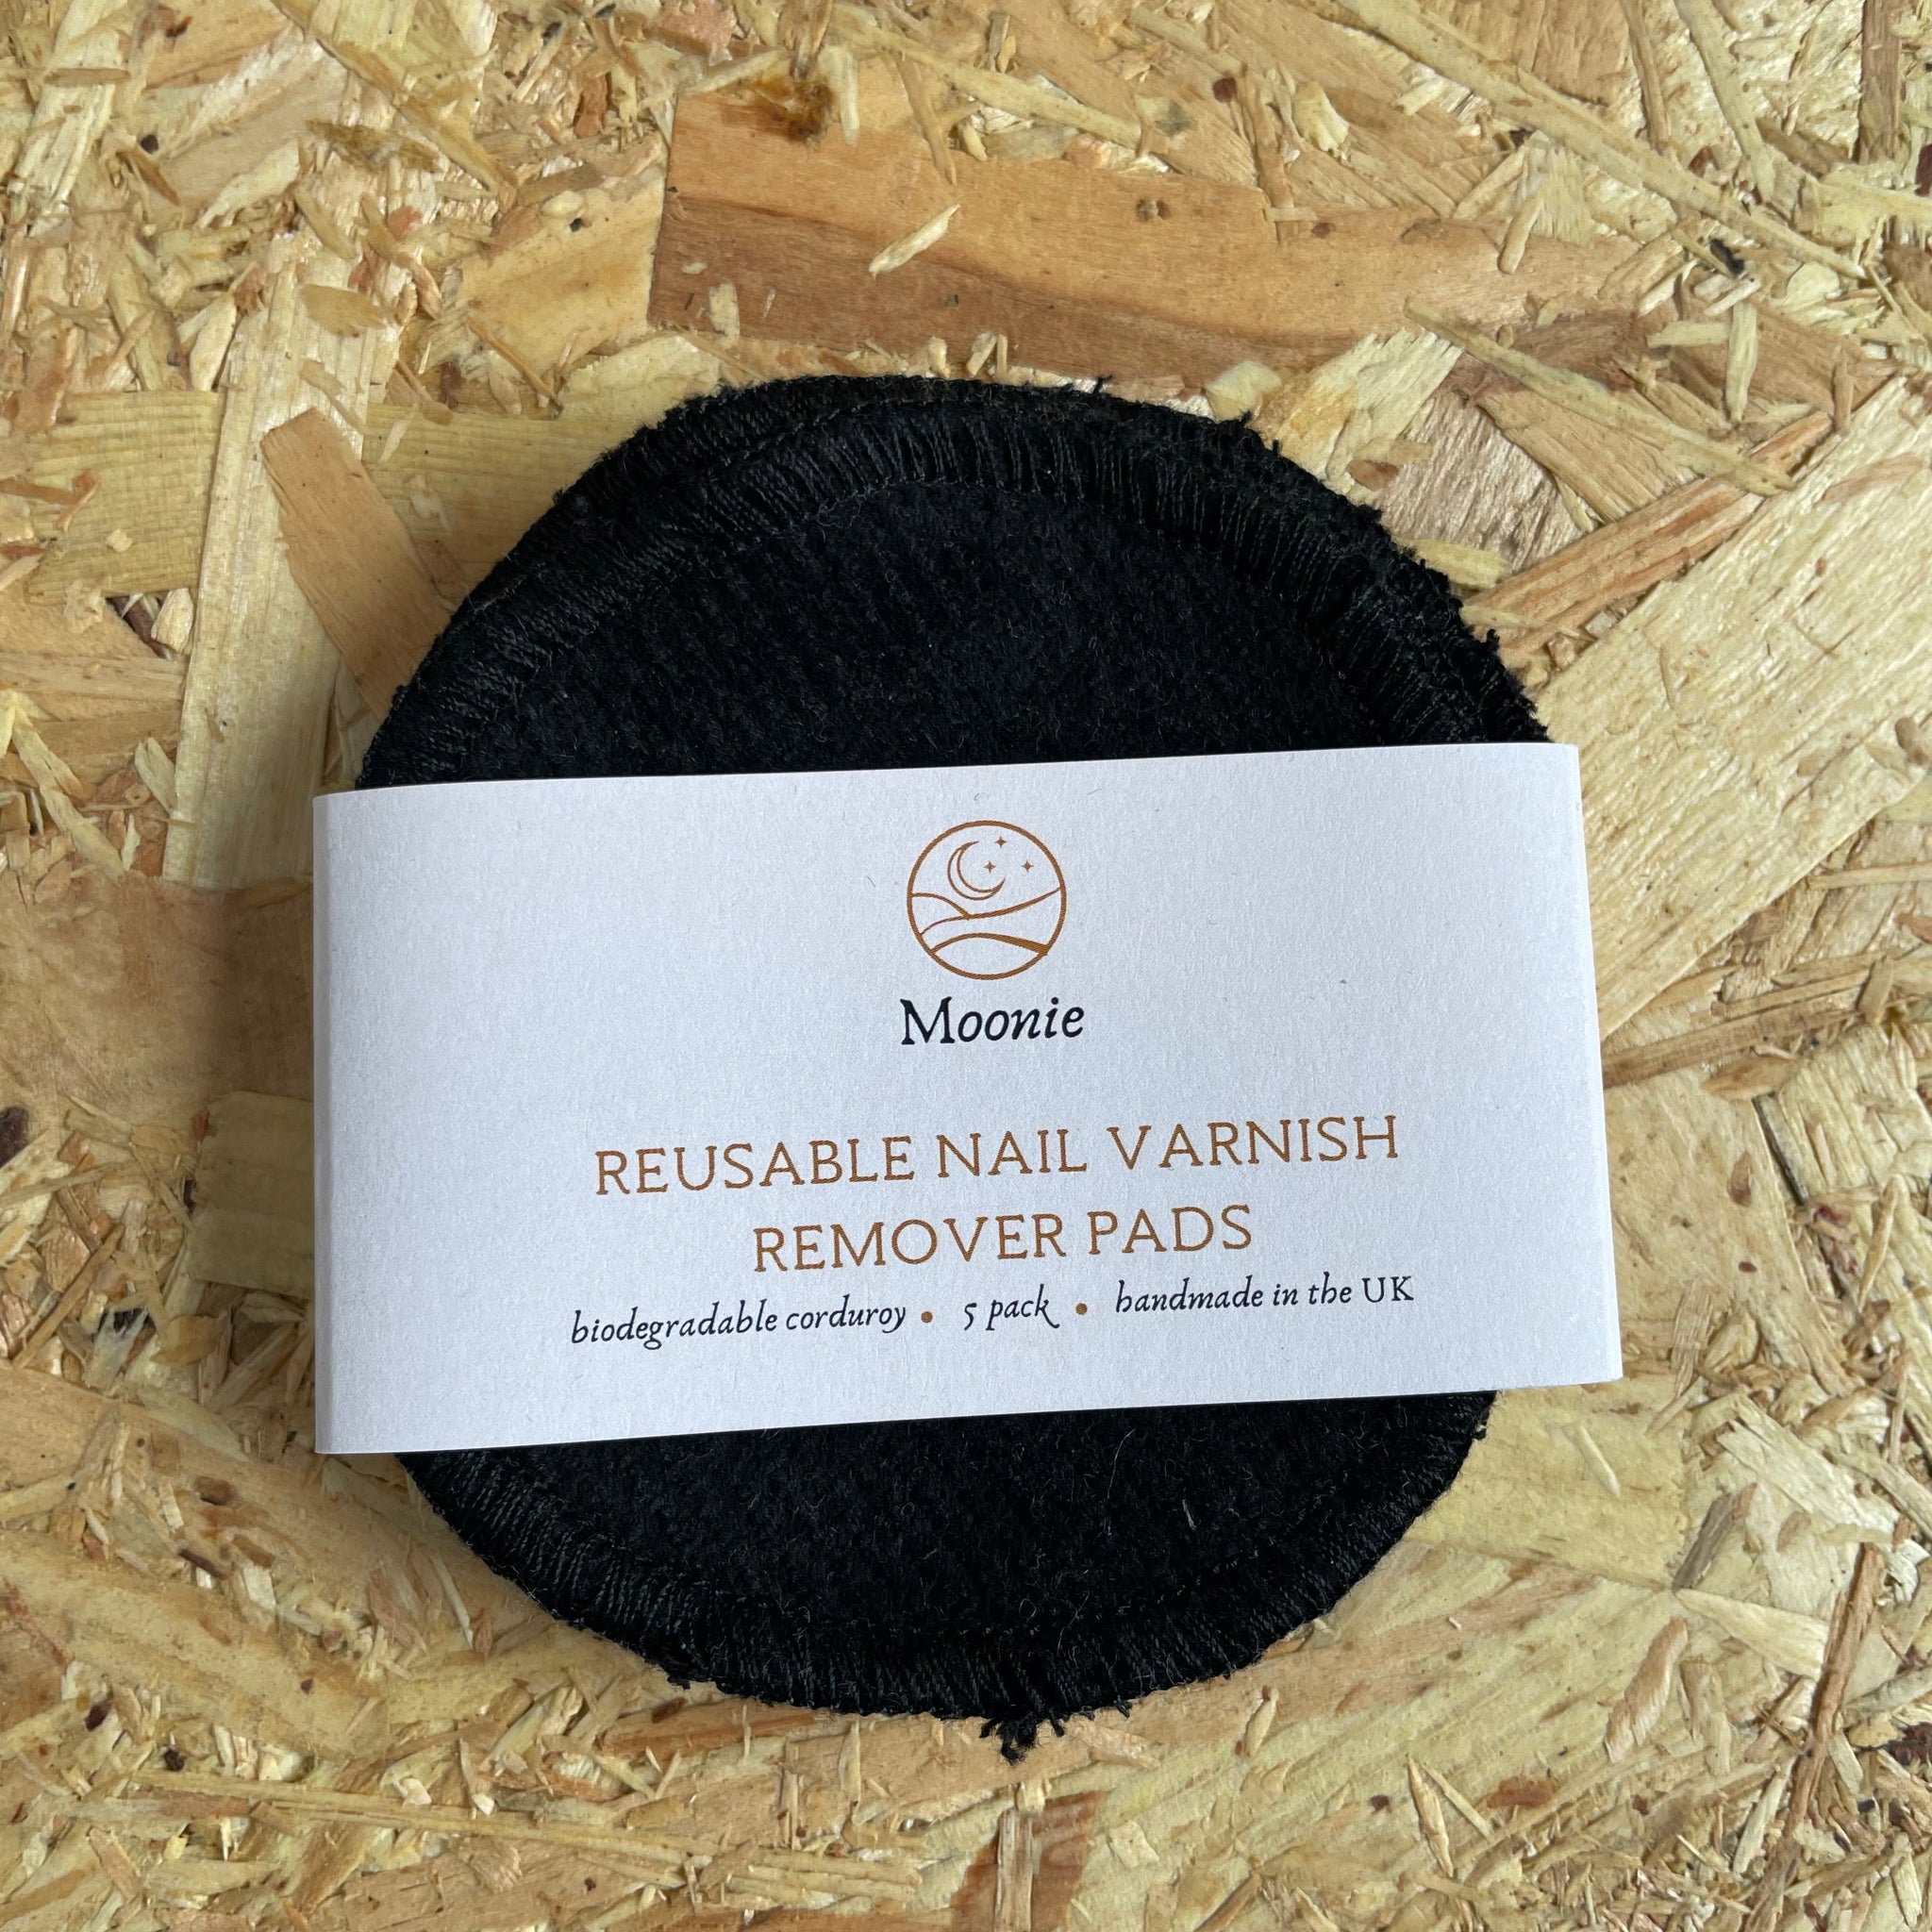 Moonie
REUSABLE NAIL VARNISH
REMOVER PADS
biodegradable corduroy • 5 pack • handmade in the UK